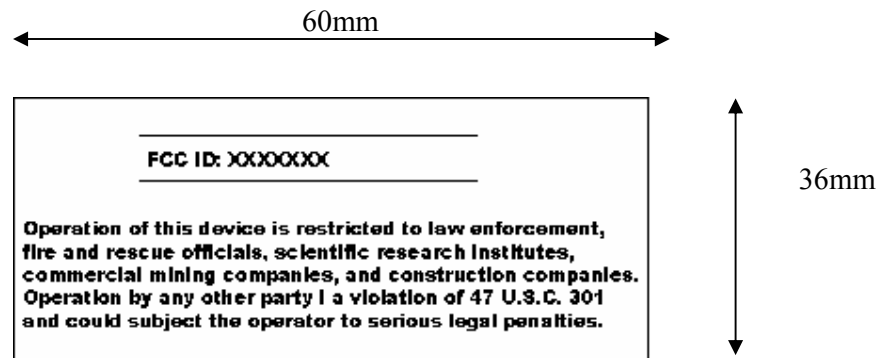 60mm
FCC ID: XXXXXXX
36mm
Operation of this device is restricted to law enforcement,
fire and rescue officials, scientific research institutes,
commercial mining companies, and construction companies.
Operation by any other party i a violation of 47 U.S.C. 301
and could subject the operator to serious legal penalties.